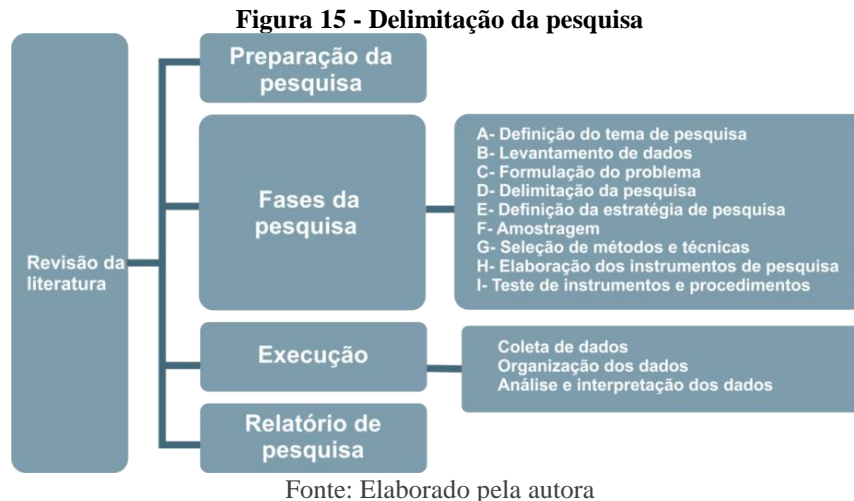 Figura 15 - Delimitação da pesquisa
Revisão da
literatura
Preparação da
pesquisa
Fases da
pesquisa
A- Definição do tema de pesquisa
B- Levantamento de dados
C- Formulação do problema
D- Delimitação da pesquisa
E- Definição da estratégia de pesquisa
F- Amostragem
G- Seleção de métodos e técnicas
H- Elaboração dos instrumentos de pesquisa
I- Teste de instrumentos e procedimentos
Execução
Coleta de dados
Organização dos dados
Análise e interpretação dos dados
Relatório de
pesquisa
Fonte: Elaborado pela autora